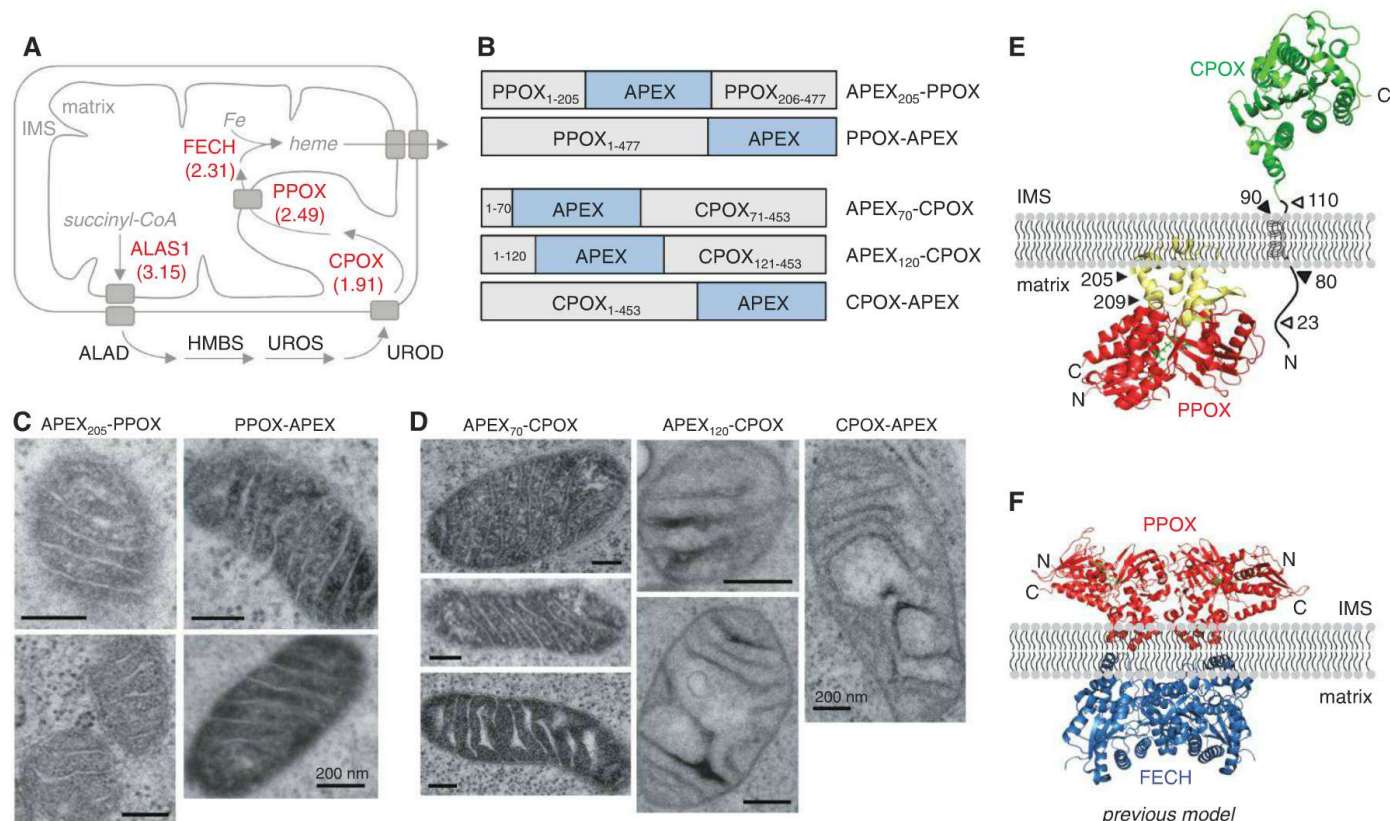 A
matrix
IMS
Fe
heme
FECH
(2.31)
PPOX
(2.49)
succinyl-CoA
ALAS1
(3.15)
CPOX
(1.91)
ALAD
HMBS
UROS
UROD
B
PPOX1-205 APEX PPOX206-477 APEX205-PPOX
PPOX1-477 APEX PPOX-APEX
1-70 APEX CPOX71-453 APEX70-CPOX
1-120 APEX CPOX121-453 APEX120-CPOX
CPOX1-453 APEX CPOX-APEX
C
APEX205-PPOX PPOX-APEX
200 nm
D
APEX70-CPOX APEX120-CPOX CPOX-APEX
200 nm
E
CPOX
C
IMS
90
110
matrix
205
209
80
23
N
C
N
PPOX
F
PPOX
N
N
C
C
IMS
matrix
FECH
previous model